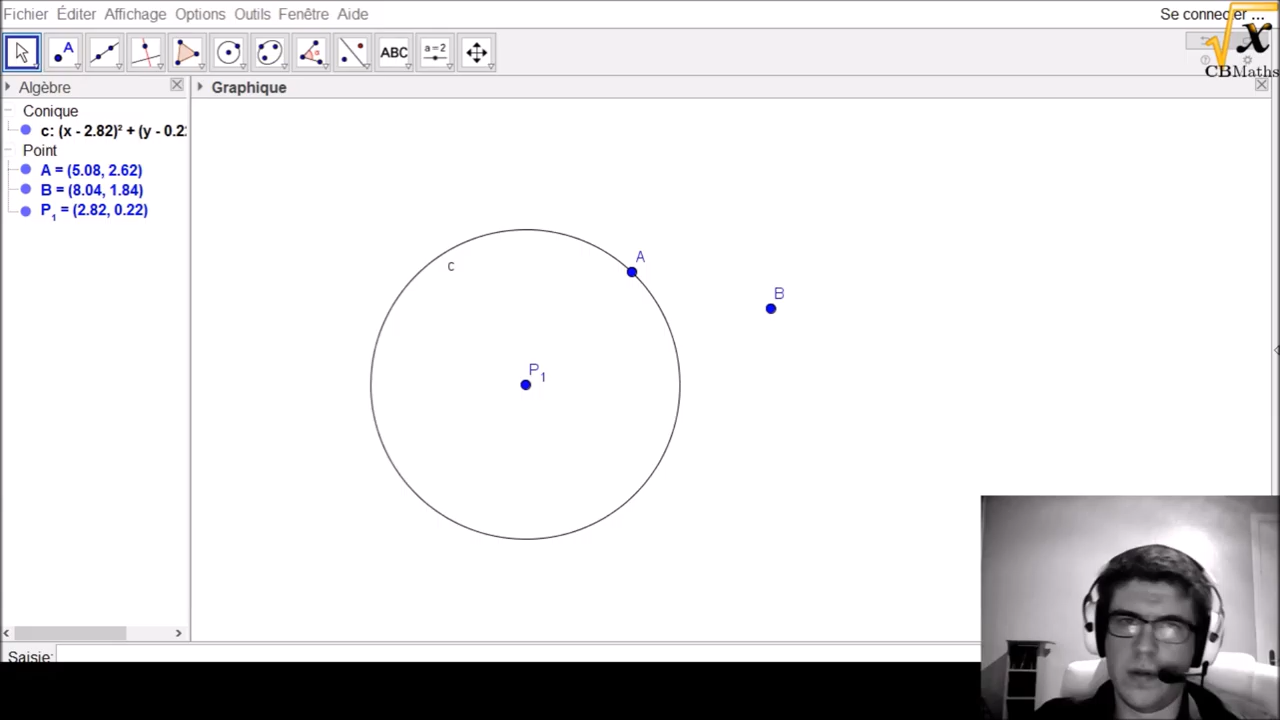 Fichier Éditer Affichage Options Outils Fenêtre Aide Se connecter ...
A ABC a=2
x
CBMaths
Algèbre Graphique
Conique
c: (x - 2.82)² + (y - 0.2
Point
A = (5.08, 2.62)
B = (8.04, 1.84)
P1 = (2.82, 0.22)
A
c
B
P1
Saisie: